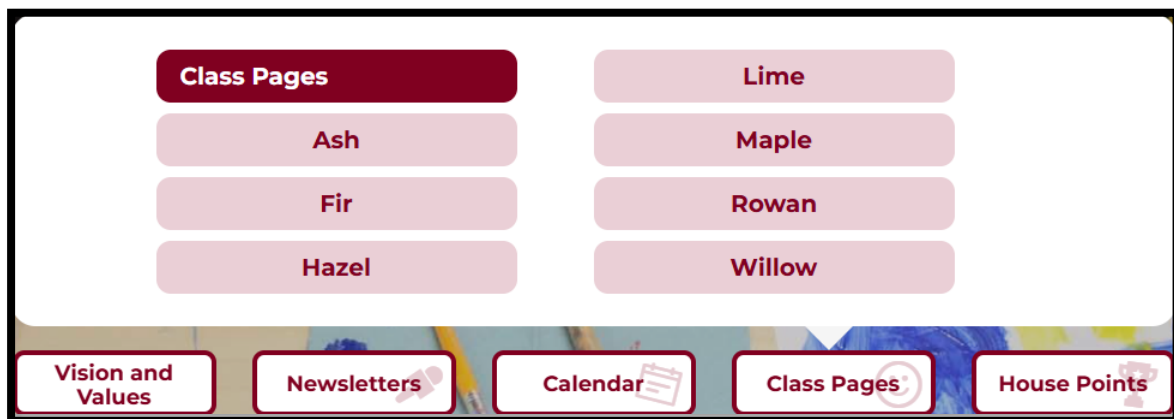 Class Pages
Ash
Fir
Hazel
Lime
Maple
Rowan
Willow
Vision and
Values
Newsletters
Calendar
Class Pages
House Points